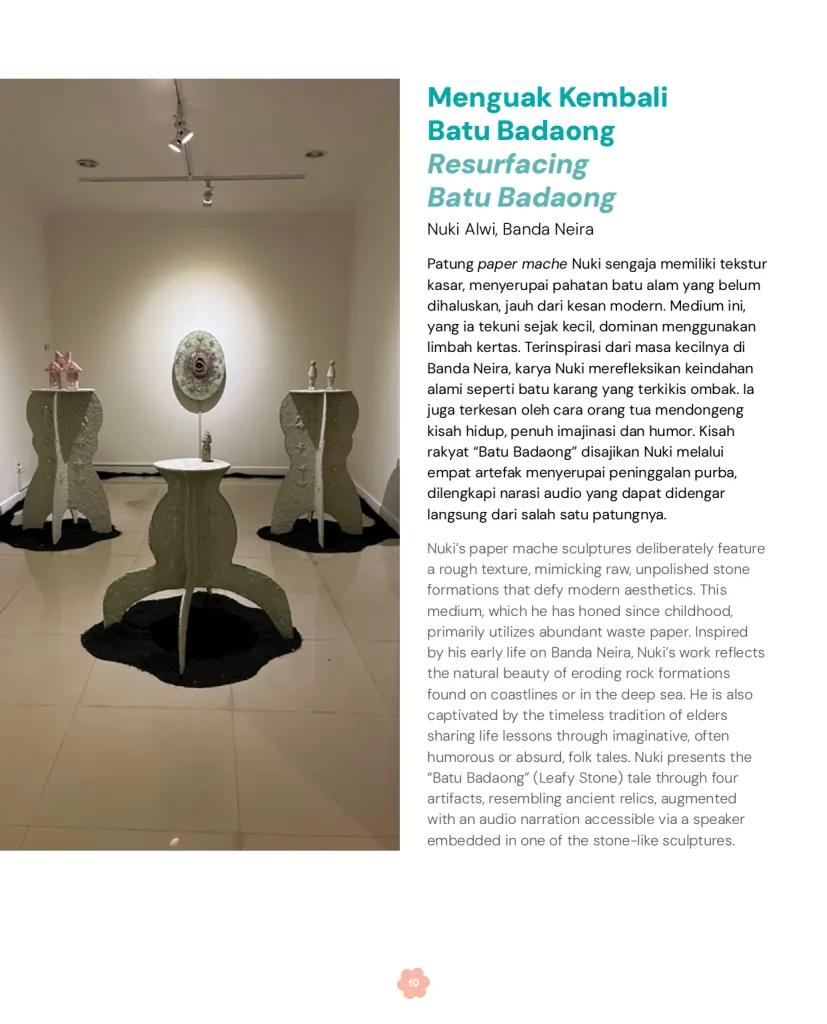 Menguak Kembali
Batu Badaong
Resurfacing
Batu Badaong
Nuki Alwi, Banda Neira
Patung paper mache Nuki sengaja memiliki tekstur
kasar, menyerupai pahatan batu alam yang belum
dihaluskan, jauh dari kesan modern. Medium ini,
yang ia tekuni sejak kecil, dominan menggunakan
limbah kertas. Terinspirasi dari masa kecilnya di
Banda Neira, karya Nuki merefleksikan keindahan
alami seperti batu karang yang terkikis ombak. Ia
juga terkesan oleh cara orang tua mendongeng
kisah hidup, penuh imajinasi dan humor. Kisah
rakyat “Batu Badaong” disajikan Nuki melalui
empat artefak menyerupai peninggalan purba,
dilengkapi narasi audio yang dapat didengar
langsung dari salah satu patungnya.
Nuki’s paper mache sculptures deliberately feature
a rough texture, mimicking raw, unpolished stone
formations that defy modern aesthetics. This
medium, which he has honed since childhood,
primarily utilizes abundant waste paper. Inspired
by his early life on Banda Neira, Nuki’s work reflects
the natural beauty of eroding rock formations
found on coastlines or in the deep sea. He is also
captivated by the timeless tradition of elders
sharing life lessons through imaginative, often
humorous or absurd, folk tales. Nuki presents the
“Batu Badaong” (Leafy Stone) tale through four
artifacts, resembling ancient relics, augmented
with an audio narration accessible via a speaker
embedded in one of the stone-like sculptures.
10